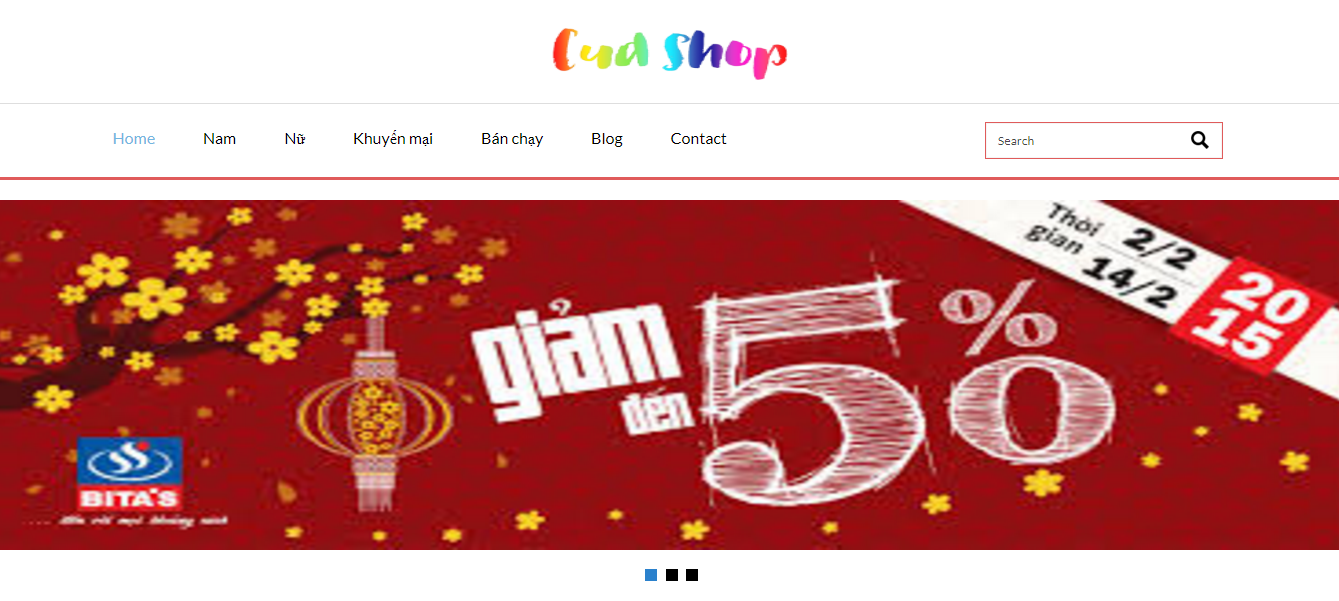 Cud Shop
Home Nam Nữ Khuyến mại Bán chạy Blog Contact Search
Thời gian 2/2 14/2 2015
giảm đến 50%
BITA'S